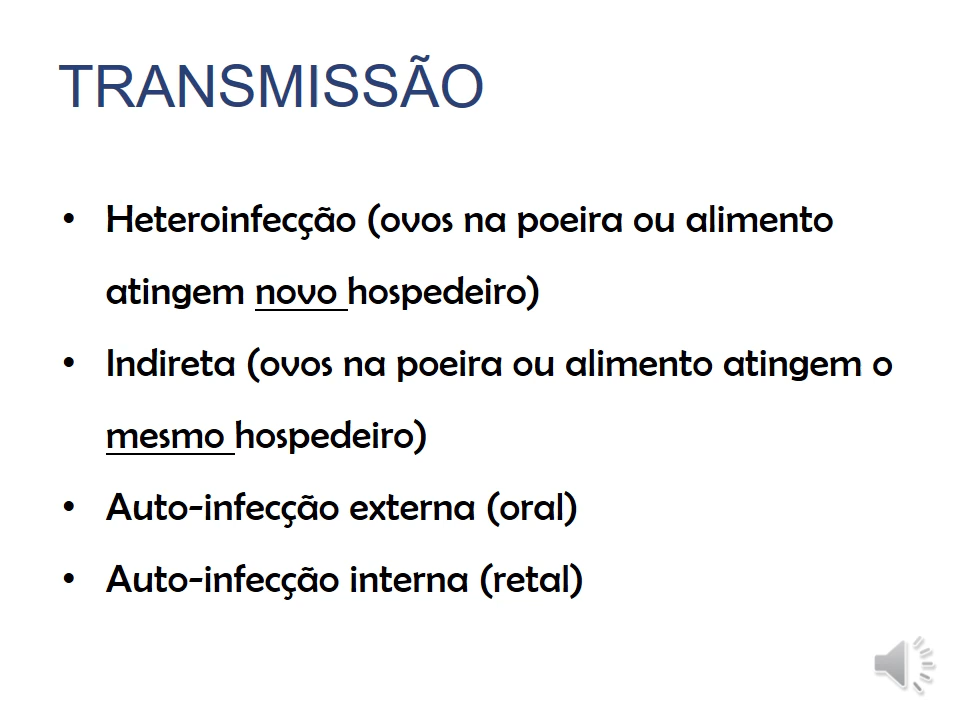 TRANSMISSÃO
• Heteroinfecção (ovos na poeira ou alimento
atingem novo hospedeiro)
• Indireta (ovos na poeira ou alimento atingem o
mesmo hospedeiro)
• Auto-infecção externa (oral)
• Auto-infecção interna (retal)